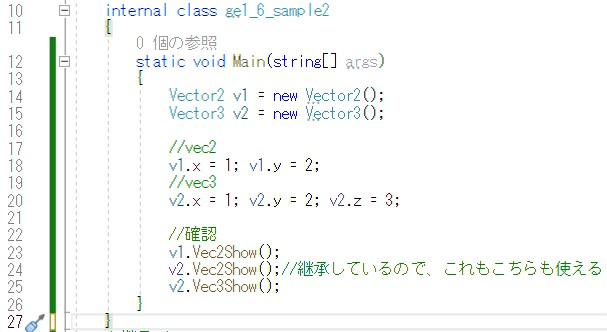 10 internal class ge1_6_sample2
11 {
0 個の参照
12 static void Main(string[] args)
13 {
14 Vector2 v1 = new Vector2();
15 Vector3 v2 = new Vector3();
16
17 //vec2
18 v1.x = 1; v1.y = 2;
19 //vec3
20 v2.x = 1; v2.y = 2; v2.z = 3;
21
22 //確認
23 v1.Vec2Show();
24 v2.Vec2Show();//継承しているので、これもこちらも使える
25 v2.Vec3Show();
26 }
27 }